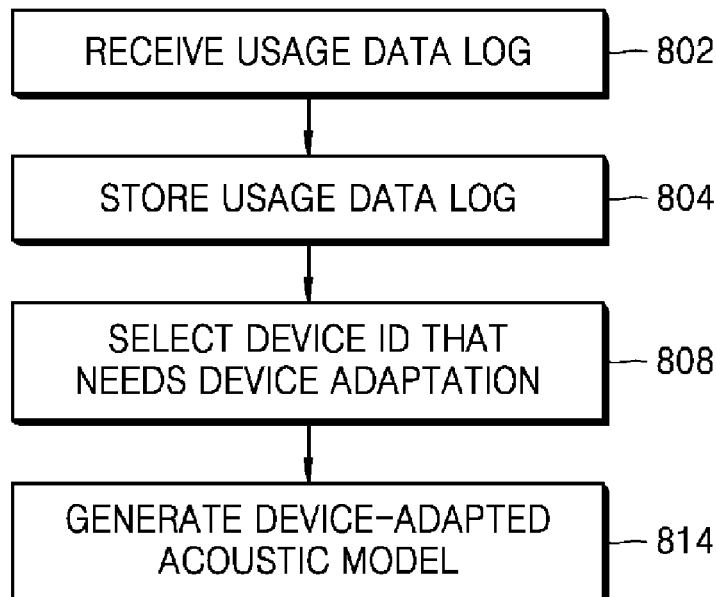 RECEIVE USAGE DATA LOG 802
STORE USAGE DATA LOG 804
SELECT DEVICE ID THAT
NEEDS DEVICE ADAPTATION 808
GENERATE DEVICE-ADAPTED
ACOUSTIC MODEL 814